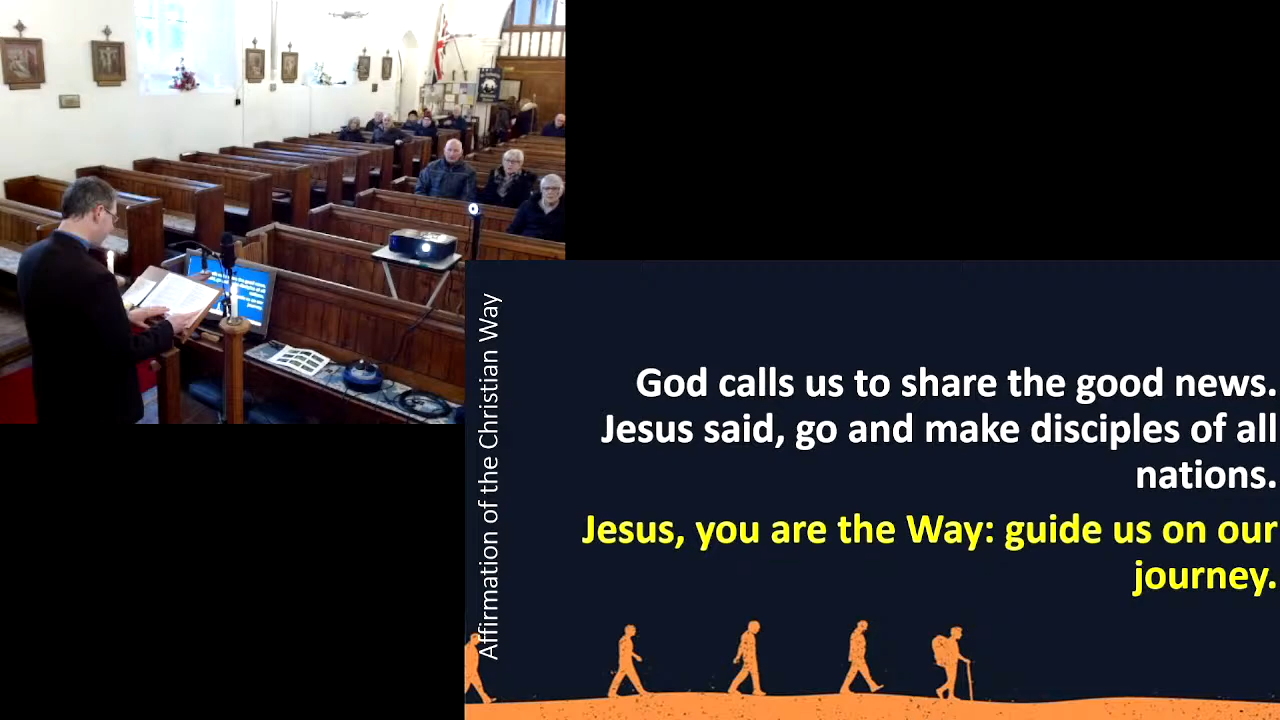 Affirmation of the Christian Way
God calls us to share the good news.
Jesus said, go and make disciples of all
nations.
Jesus, you are the Way: guide us on our
journey.